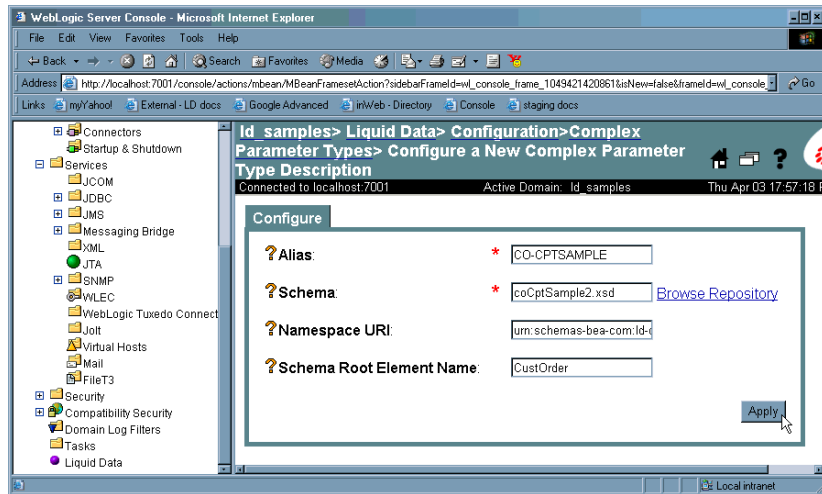 WebLogic Server Console - Microsoft Internet Explorer
File Edit View Favorites Tools Help
Back Search Favorites Media
Address http://localhost:7001/console/actions/mbean/MBeanFramesetAction?sidebarFrameId=wl_console_frame_1049421420861&isNew=false&frameId=wl_console_ Go
Links myYahoo! External - LD docs Google Advanced inWeb - Directory Console staging docs
Connectors
Startup & Shutdown
Services
JCOM
JDBC
JMS
Messaging Bridge
XML
JTA
SNMP
WLEC
WebLogic Tuxedo Connect
Jolt
Virtual Hosts
Mail
FileT3
Security
Compatibility Security
Domain Log Filters
Tasks
Liquid Data
ld_samples> Liquid Data> Configuration>Complex
Parameter Types> Configure a New Complex Parameter
Type Description
?
Connected to localhost:7001 Active Domain: ld_samples Thu Apr 03 17:57:18 P
Configure
?Alias: * CO-CPTSAMPLE
?Schema: * coCptSample2.xsd Browse Repository
?Namespace URI: urn:schemas-bea-com:ld-c
?Schema Root Element Name: CustOrder
Apply
Local intranet